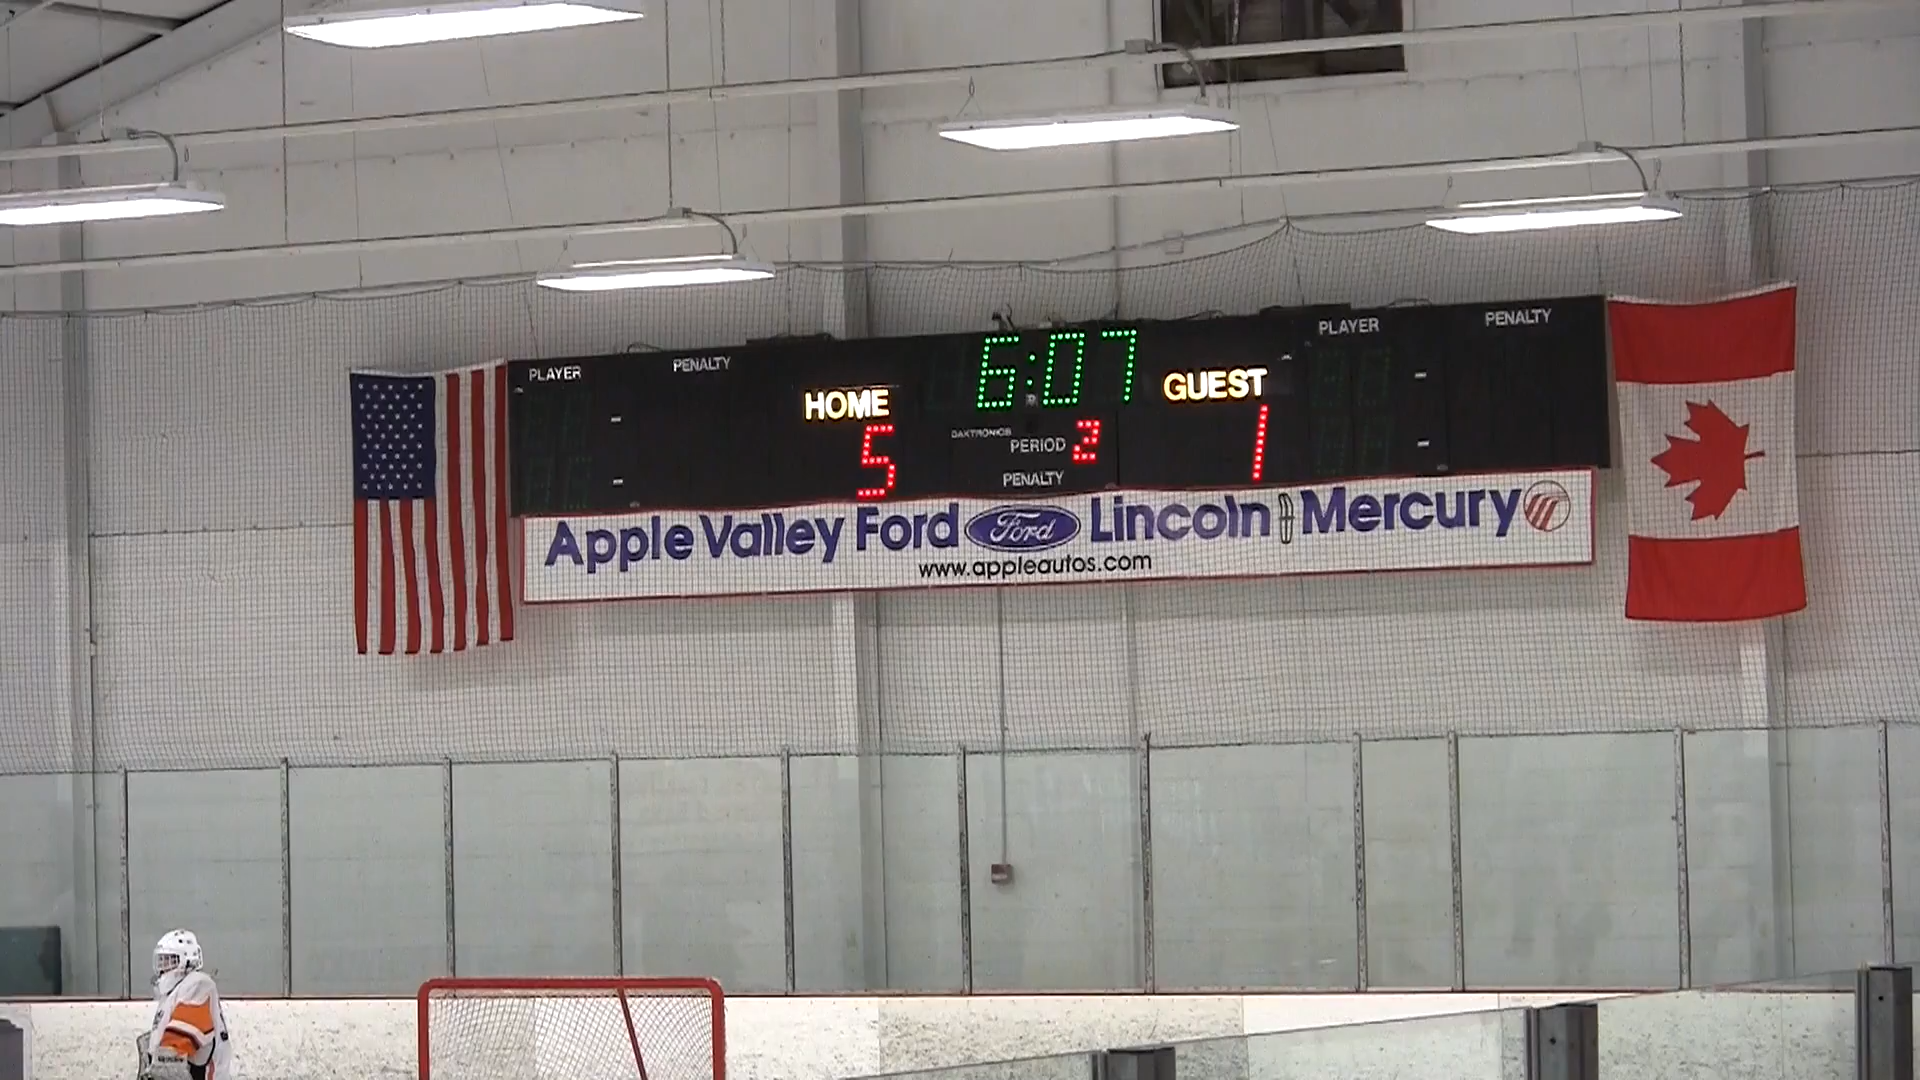 PLAYER PENALTY 6:07 PLAYER PENALTY
HOME GUEST
5 DAKTRONICS PERIOD 2 1
PENALTY
Apple Valley Ford Ford Lincoln Mercury
www.appleautos.com